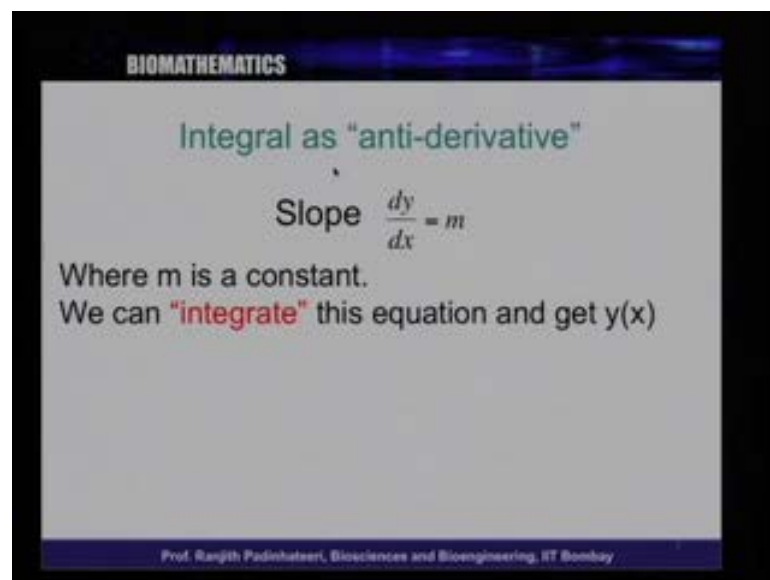 BIOMATHEMATICS
Integral as “anti-derivative”
Slope dy/dx = m
Where m is a constant.
We can “integrate” this equation and get y(x)
Prof. Ranjith Padinhateeri, Biosciences and Bioengineering, IIT Bombay